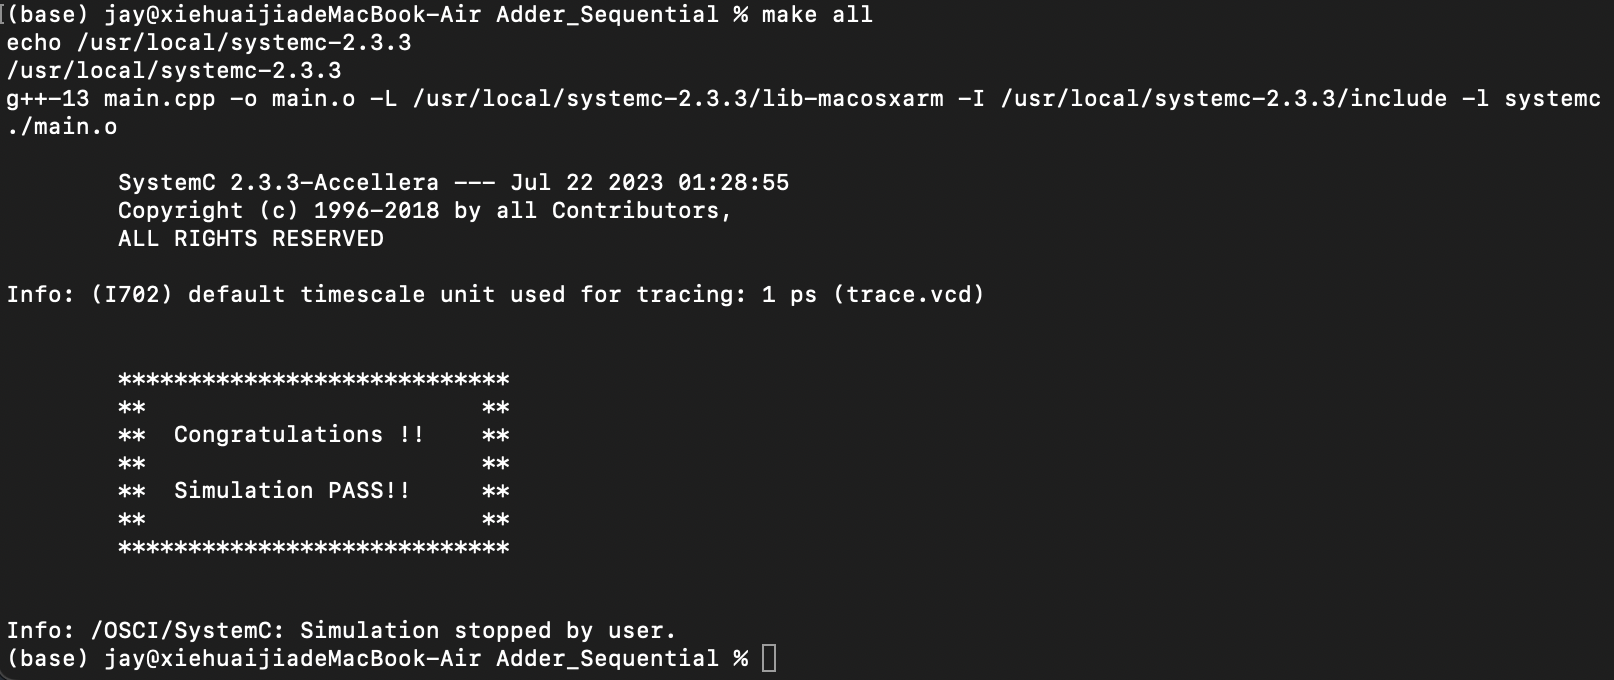 (base) jay@xiehuaijiadeMacBook-Air Adder_Sequential % make all
echo /usr/local/systemc-2.3.3
/usr/local/systemc-2.3.3
g++-13 main.cpp -o main.o -L /usr/local/systemc-2.3.3/lib-macosxarm -I /usr/local/systemc-2.3.3/include -l systemc
./main.o
SystemC 2.3.3-Accellera --- Jul 22 2023 01:28:55
Copyright (c) 1996-2018 by all Contributors,
ALL RIGHTS RESERVED
Info: (I702) default timescale unit used for tracing: 1 ps (trace.vcd)
****************************
**                        **
**  Congratulations !!    **
**                        **
**  Simulation PASS!!     **
**                        **
****************************
Info: /OSCI/SystemC: Simulation stopped by user.
(base) jay@xiehuaijiadeMacBook-Air Adder_Sequential %